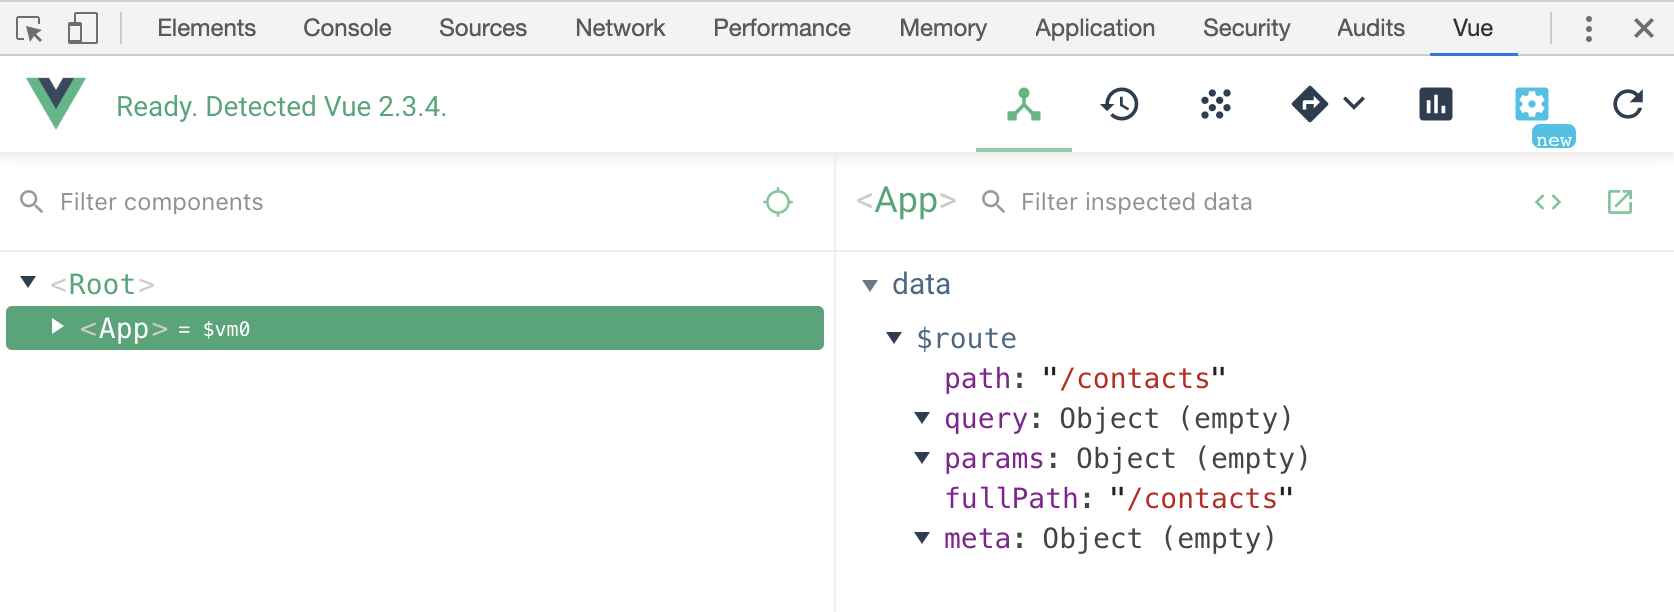 Elements Console Sources Network Performance Memory Application Security Audits Vue
Ready. Detected Vue 2.3.4.
new
Filter components
<App> Filter inspected data
<Root>
<App> = $vm0
data
$route
path: "/contacts"
query: Object (empty)
params: Object (empty)
fullPath: "/contacts"
meta: Object (empty)